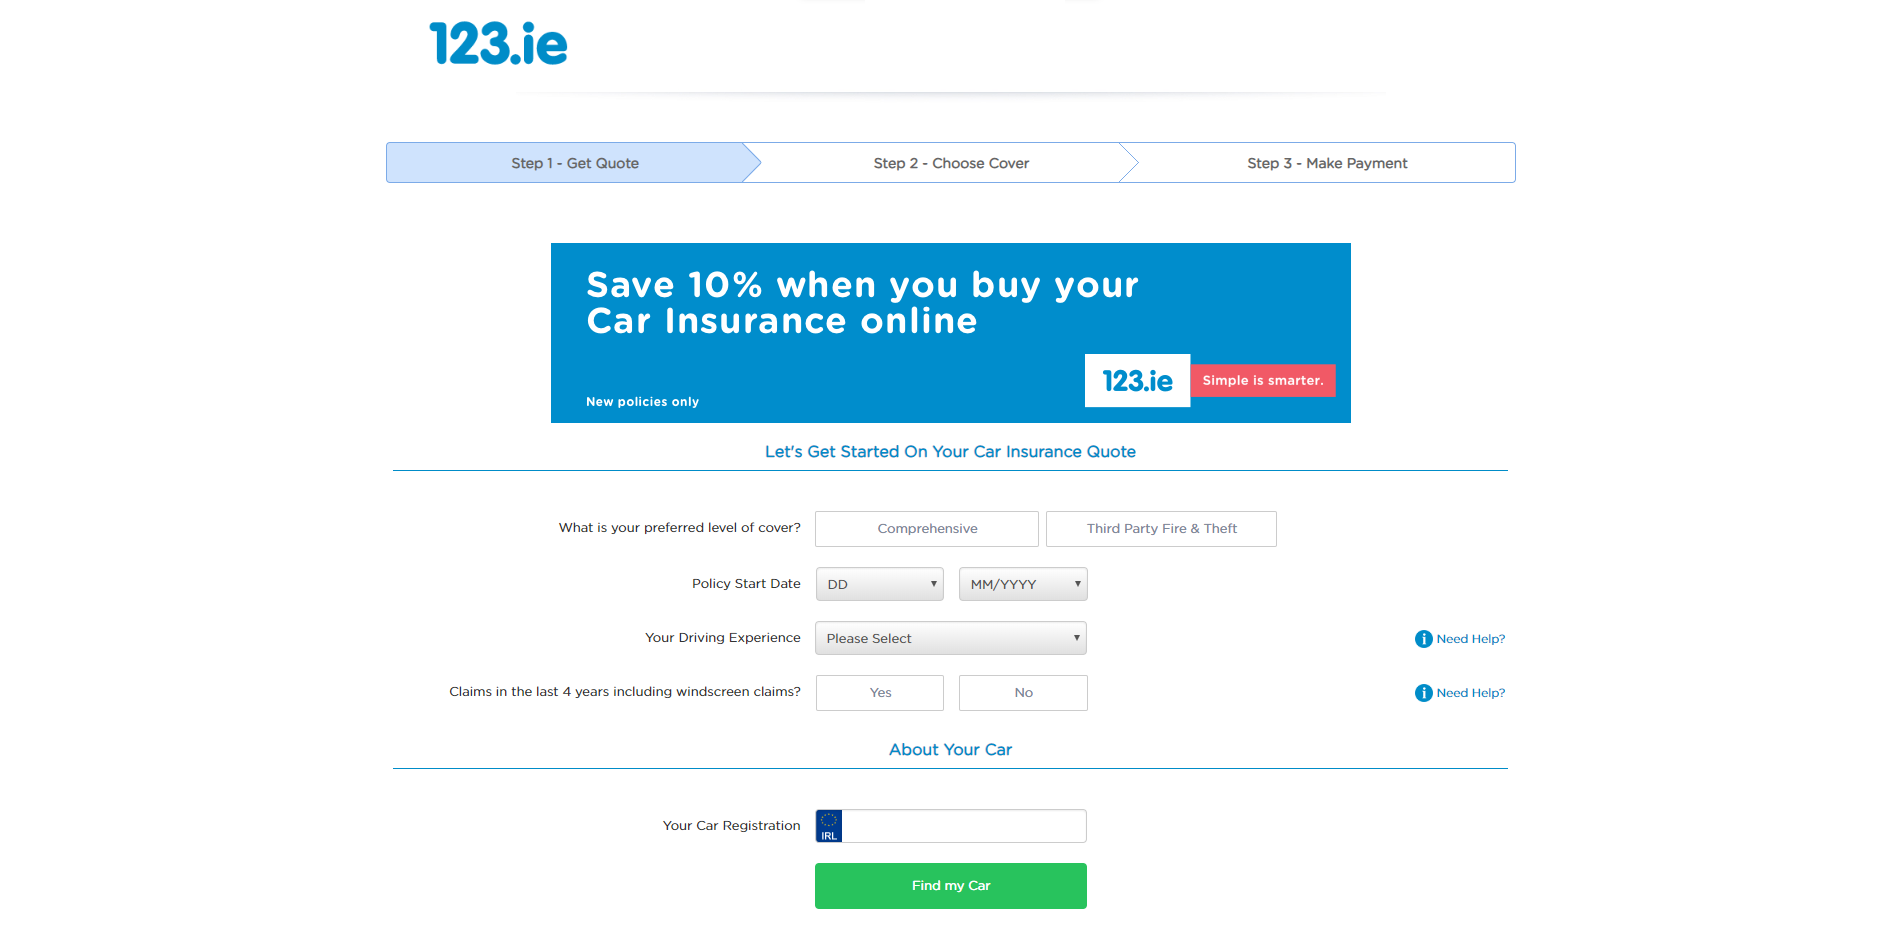 123.ie
Step 1 - Get Quote
Step 2 - Choose Cover
Step 3 - Make Payment
Save 10% when you buy your
Car Insurance online
123.ie
Simple is smarter.
New policies only
Let's Get Started On Your Car Insurance Quote
What is your preferred level of cover?
Comprehensive
Third Party Fire & Theft
Policy Start Date
DD
MM/YYYY
Your Driving Experience
Please Select
Need Help?
Claims in the last 4 years including windscreen claims?
Yes
No
Need Help?
About Your Car
Your Car Registration
IRL
Find my Car